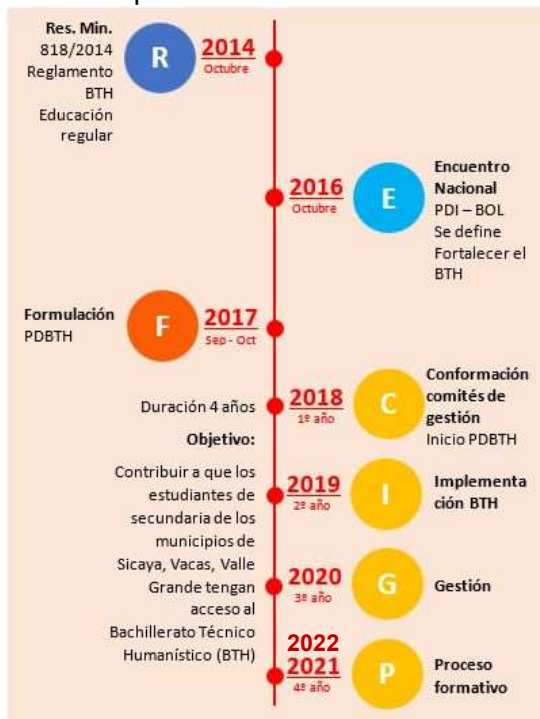 Res. Min.
818/2014
Reglamento
BTH
Educación
regular
R
2014
Octubre
2016
Octubre
E
Encuentro
Nacional
PDI – BOL
Se define
Fortalecer el
BTH
Formulación
PDBTH
F
2017
Sep - Oct
Duración 4 años
Objetivo:
Contribuir a que los
estudiantes de
secundaria de los
municipios de
Sicaya, Vacas, Valle
Grande tengan
acceso al
Bachillerato Técnico
Humanístico (BTH)
2018
1º año
C
Conformación
comités de
gestión
Inicio PDBTH
2019
2º año
I
Implementa
ción BTH
2020
3º año
G
Gestión
2022
2021
4º año
P
Proceso
formativo